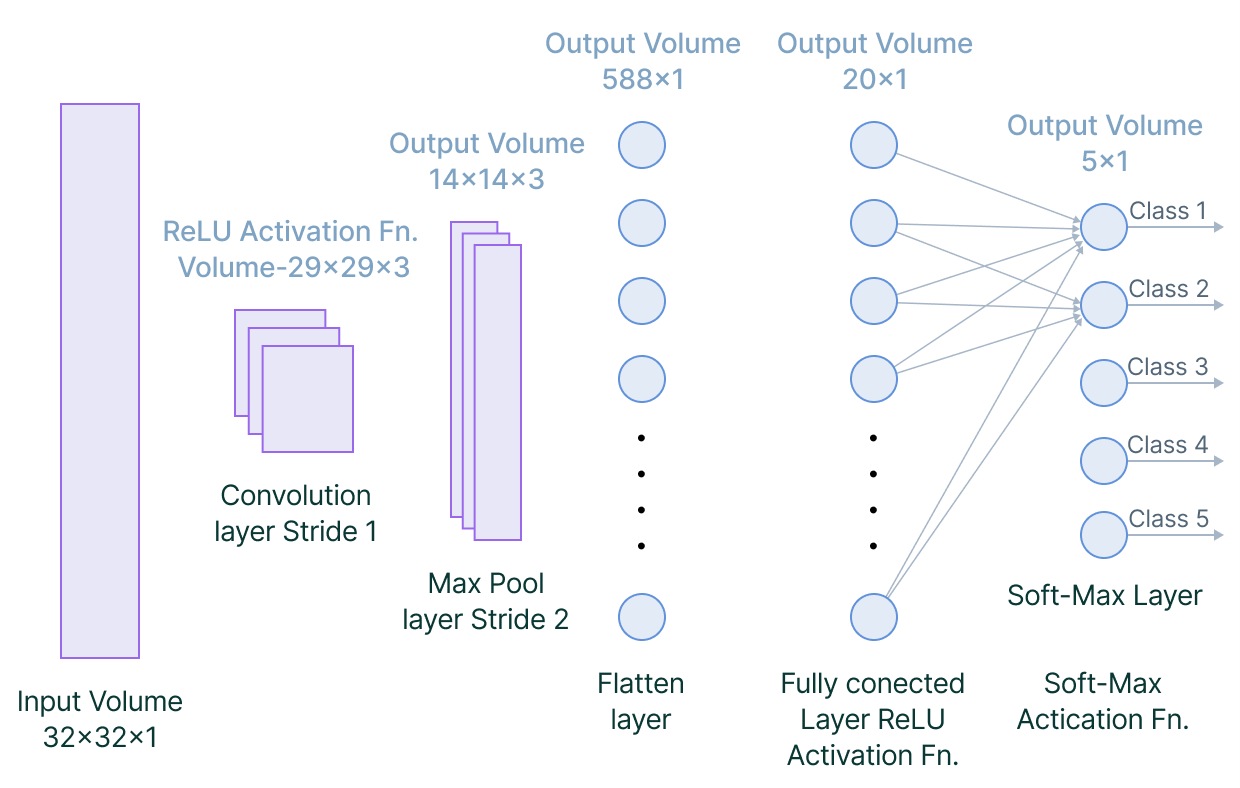 Input Volume
32×32×1
ReLU Activation Fn.
Volume-29×29×3
Convolution
layer Stride 1
Output Volume
14×14×3
Max Pool
layer Stride 2
Output Volume
588×1
Flatten
layer
Output Volume
20×1
Fully conected
Layer ReLU
Activation Fn.
Output Volume
5×1
Class 1
Class 2
Class 3
Class 4
Class 5
Soft-Max Layer
Soft-Max
Actication Fn.